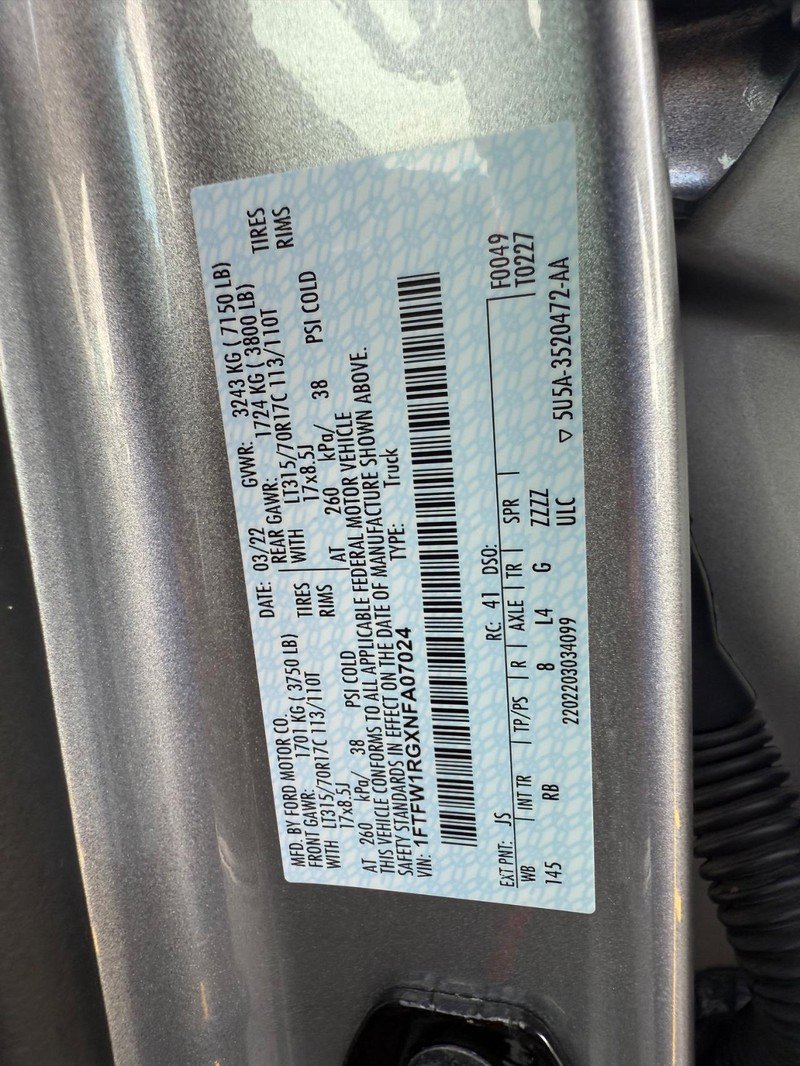 MFD. BY FORD MOTOR CO. DATE: 03/22 GVWR: 3243 KG ( 7150 LB)
FRONT GAWR: 1701 KG ( 3750 LB) REAR GAWR: 1724 KG ( 3800 LB)
WITH LT315/70R17C 113/110T TIRES WITH LT315/70R17C 113/110T TIRES
17x8.5J RIMS 17x8.5J RIMS
AT 260 kPa/ 38 PSI COLD AT 260 kPa/ 38 PSI COLD
THIS VEHICLE CONFORMS TO ALL APPLICABLE FEDERAL MOTOR VEHICLE
SAFETY STANDARDS IN EFFECT ON THE DATE OF MANUFACTURE SHOWN ABOVE.
VIN: 1FTFW1RGXNFA07024 TYPE: Truck
F0049
T0227
EXT PNT: JS RC: 41 DSO:
WB INT TR TP/PS R AXLE TR SPR
145 RB 8 L4 G ZZZZ
2202203034099 ULC ▽ 5U5A-3520472-AA